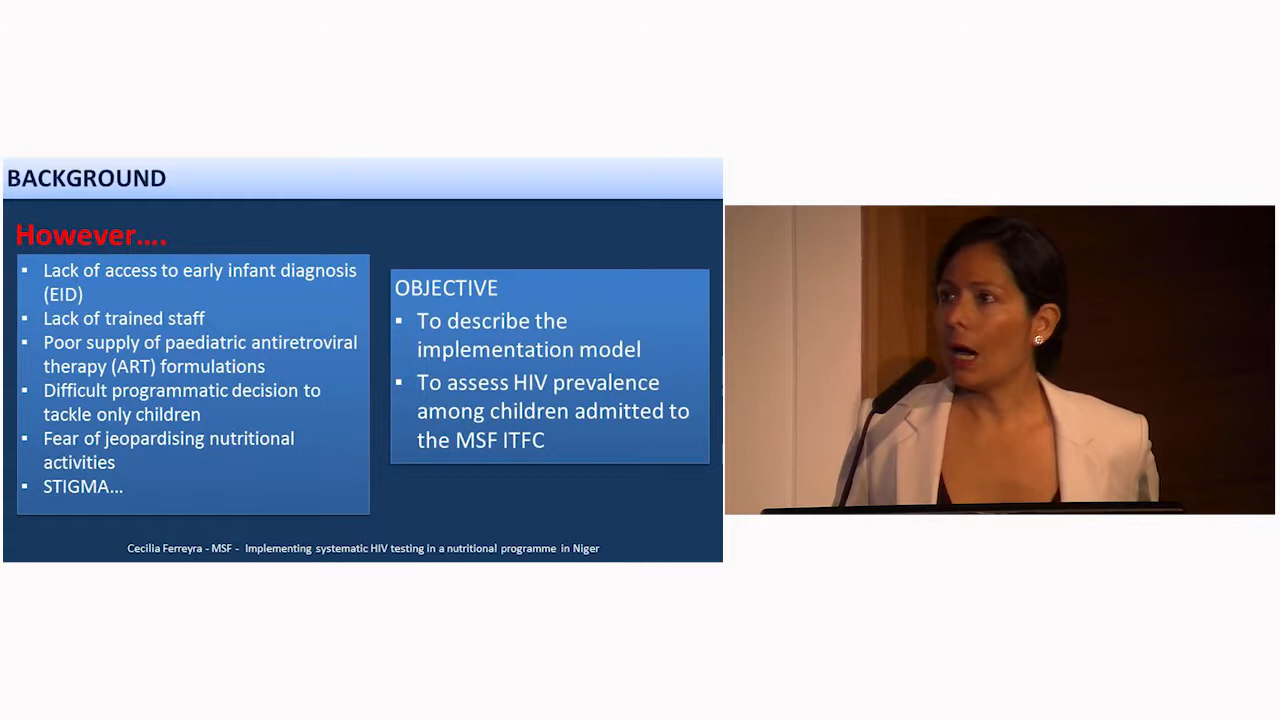 BACKGROUND
However....
▪ Lack of access to early infant diagnosis
(EID)
▪ Lack of trained staff
▪ Poor supply of paediatric antiretroviral
therapy (ART) formulations
▪ Difficult programmatic decision to
tackle only children
▪ Fear of jeopardising nutritional
activities
▪ STIGMA...
OBJECTIVE
▪ To describe the
implementation model
▪ To assess HIV prevalence
among children admitted to
the MSF ITFC
Cecilia Ferreyra - MSF - Implementing systematic HIV testing in a nutritional programme in Niger